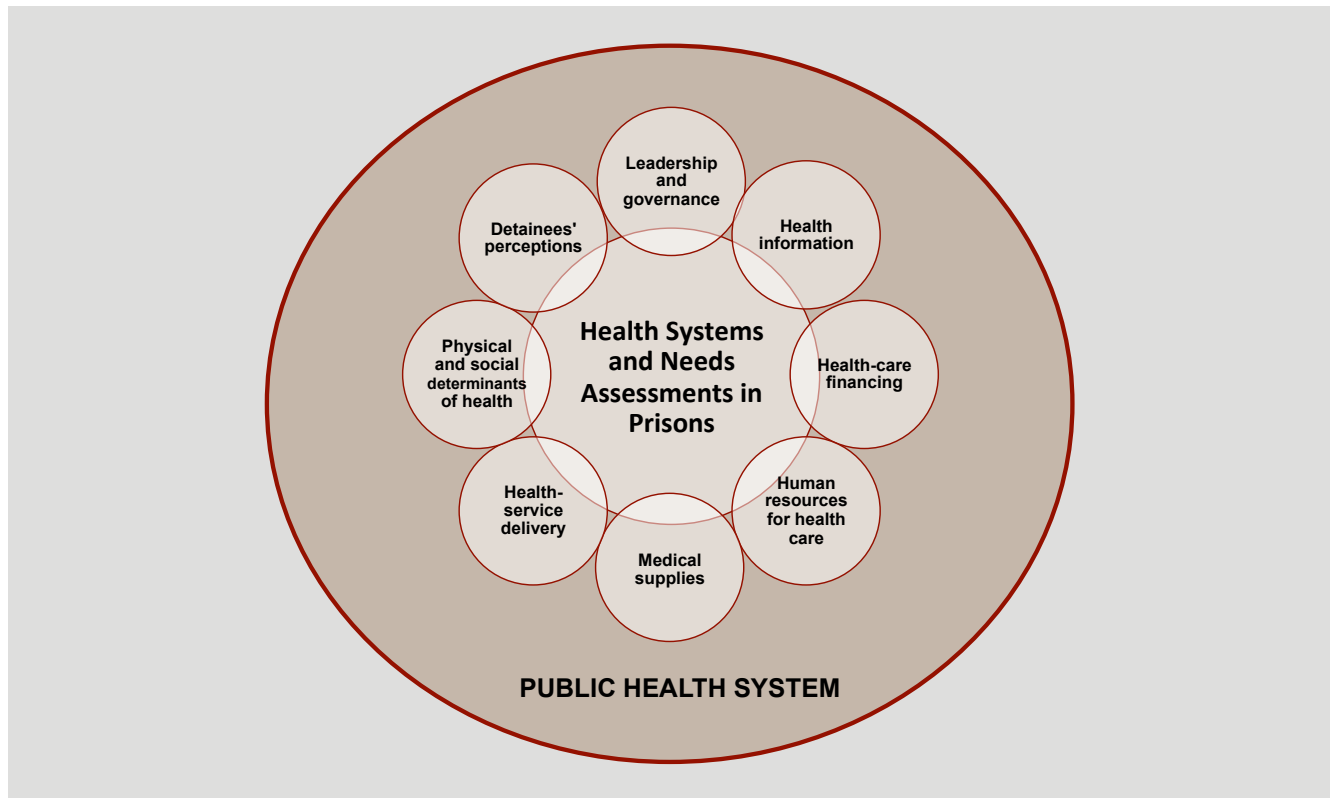 Leadership
and
governance
Health
information
Detainees'
perceptions
Health Systems
and Needs
Assessments in
Prisons
Physical
and social
determinants
of health
Health-care
financing
Human
resources
for health
care
Health-
service
delivery
Medical
supplies
PUBLIC HEALTH SYSTEM